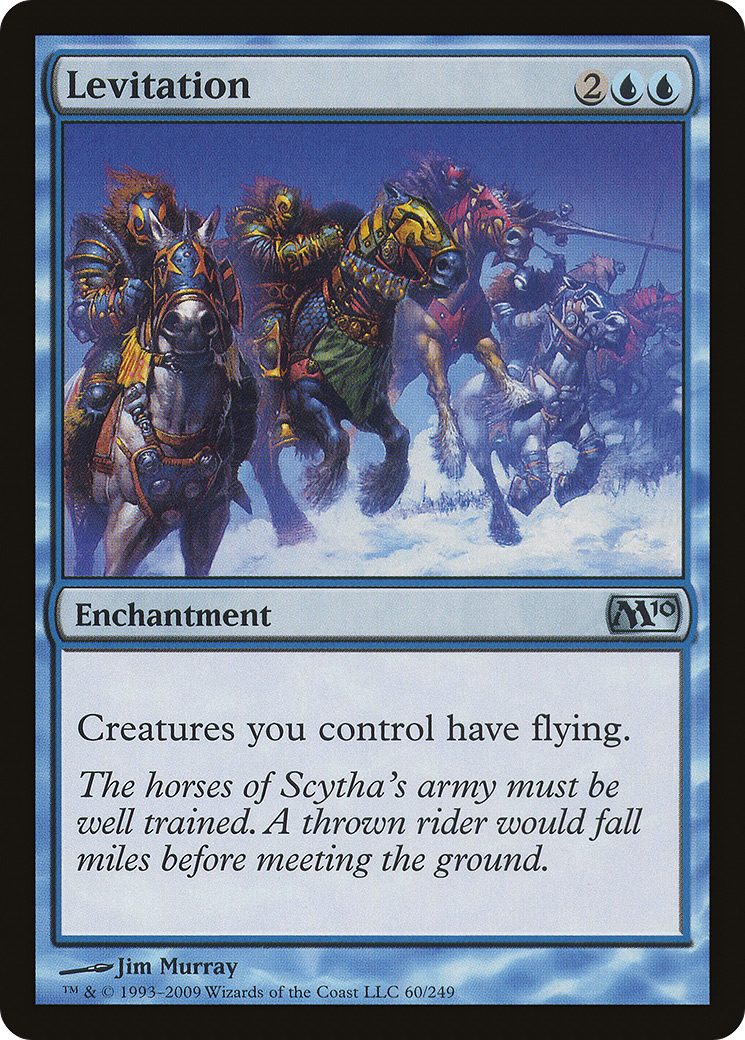 Levitation 2
Enchantment M10
Creatures you control have flying.
The horses of Scytha's army must be
well trained. A thrown rider would fall
miles before meeting the ground.
Jim Murray
™ & © 1993–2009 Wizards of the Coast LLC 60/249